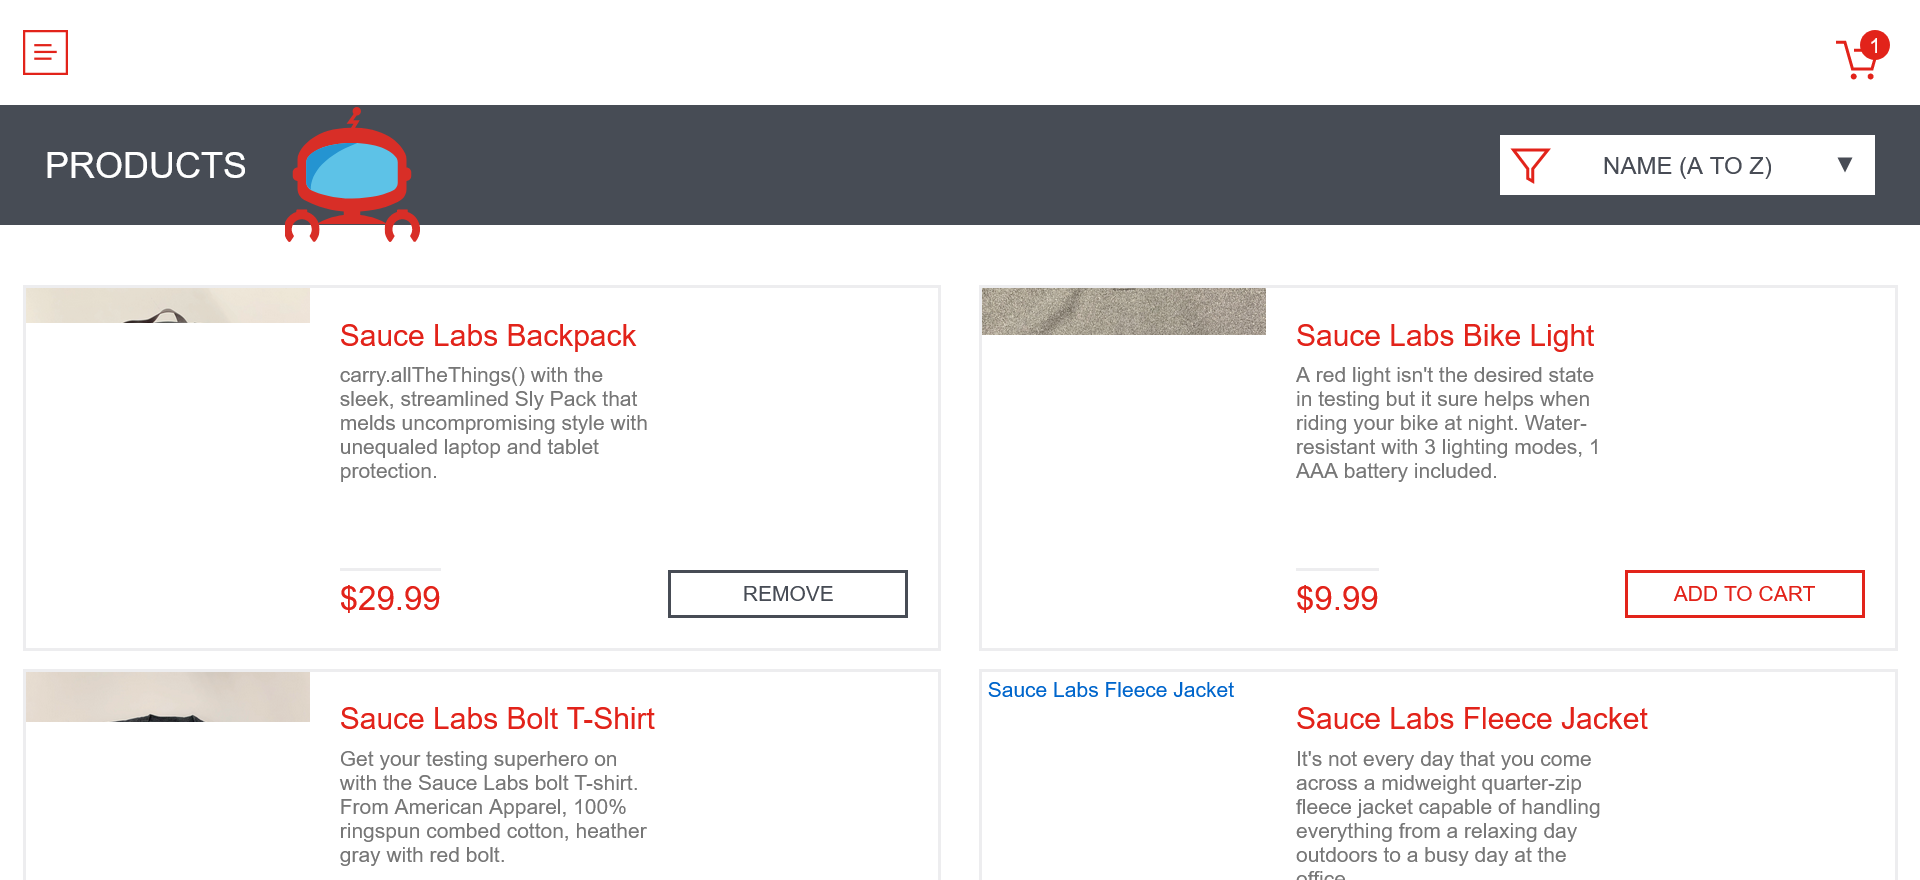 1
PRODUCTS
NAME (A TO Z)
Sauce Labs Backpack
carry.allTheThings() with the
sleek, streamlined Sly Pack that
melds uncompromising style with
unequaled laptop and tablet
protection.
$29.99
REMOVE
Sauce Labs Bike Light
A red light isn't the desired state
in testing but it sure helps when
riding your bike at night. Water-
resistant with 3 lighting modes, 1
AAA battery included.
$9.99
ADD TO CART
Sauce Labs Bolt T-Shirt
Get your testing superhero on
with the Sauce Labs bolt T-shirt.
From American Apparel, 100%
ringspun combed cotton, heather
gray with red bolt.
Sauce Labs Fleece Jacket
Sauce Labs Fleece Jacket
It's not every day that you come
across a midweight quarter-zip
fleece jacket capable of handling
everything from a relaxing day
outdoors to a busy day at the
office.